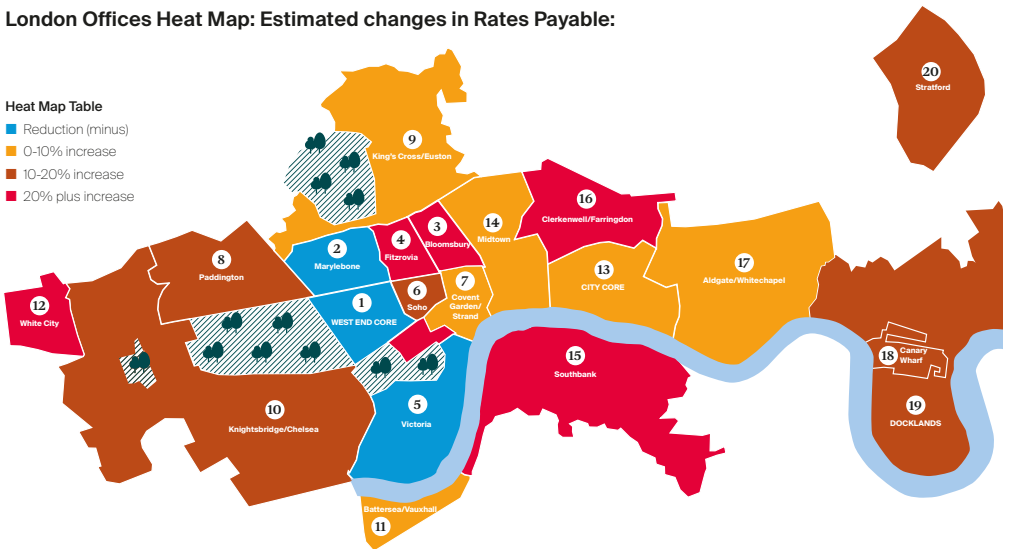 London Offices Heat Map: Estimated changes in Rates Payable:
Heat Map Table
Reduction (minus)
0-10% increase
10-20% increase
20% plus increase
20
Stratford
9
King's Cross/Euston
16
Clerkenwell/Farringdon
14
Midtown
3
Bloomsbury
4
Fitzrovia
2
Marylebone
8
Paddington
12
White City
1
WEST END CORE
6
Soho
7
Covent
Garden/
Strand
13
CITY CORE
17
Aldgate/Whitechapel
15
Southbank
18
Canary
Wharf
19
DOCKLANDS
5
Victoria
10
Knightsbridge/Chelsea
Battersea/Vauxhall
11